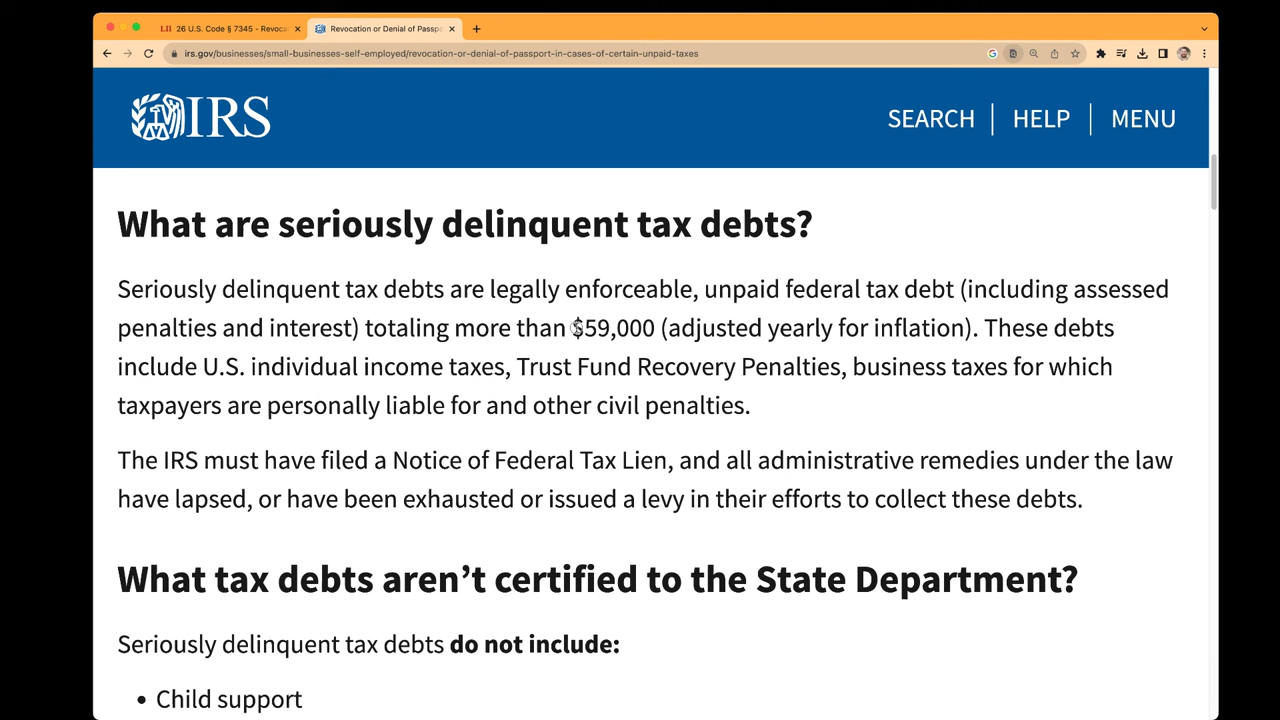 26 U.S. Code § 7345 - Revoca
Revocation or Denial of Passp
irs.gov/businesses/small-businesses-self-employed/revocation-or-denial-of-passport-in-cases-of-certain-unpaid-taxes
IRS
SEARCH | HELP | MENU
What are seriously delinquent tax debts?
Seriously delinquent tax debts are legally enforceable, unpaid federal tax debt (including assessed
penalties and interest) totaling more than $59,000 (adjusted yearly for inflation). These debts
include U.S. individual income taxes, Trust Fund Recovery Penalties, business taxes for which
taxpayers are personally liable for and other civil penalties.
The IRS must have filed a Notice of Federal Tax Lien, and all administrative remedies under the law
have lapsed, or have been exhausted or issued a levy in their efforts to collect these debts.
What tax debts aren’t certified to the State Department?
Seriously delinquent tax debts do not include:
• Child support